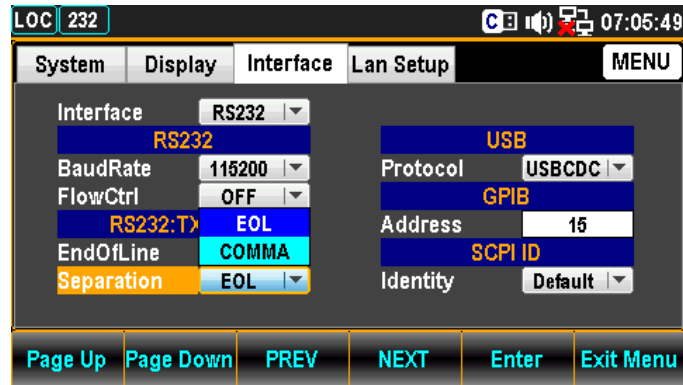 LOC 232 C 07:05:49
System Display Interface Lan Setup MENU
Interface RS232
RS232 USB
BaudRate 115200 Protocol USBCDC
FlowCtrl OFF GPIB
RS232:TX EOL Address 15
EndOfLine COMMA SCPI ID
Separation EOL Identity Default
Page Up Page Down PREV NEXT Enter Exit Menu